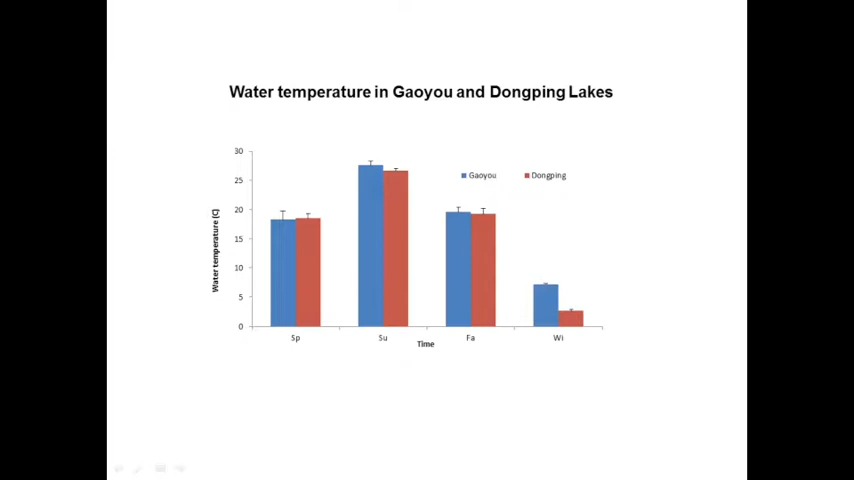 Water temperature in Gaoyou and Dongping Lakes
30
25
20
15
10
5
0
Water temperature (C)
Gaoyou
Dongping
Sp
Su
Fa
Wi
Time